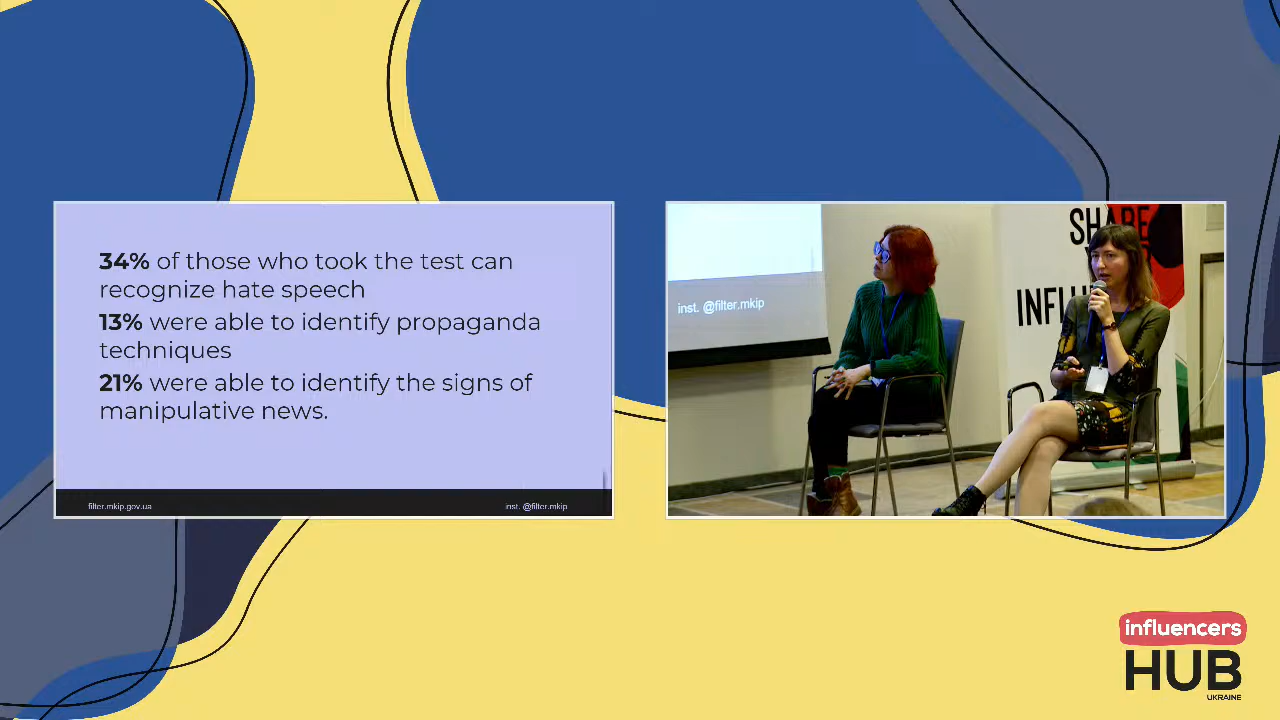 34% of those who took the test can
recognize hate speech
13% were able to identify propaganda
techniques
21% were able to identify the signs of
manipulative news.
filter.mkip.gov.ua
inst. @filter.mkip
inst. @filter.mkip
SHARE
INFL
influencers
HUB
UKRAINE